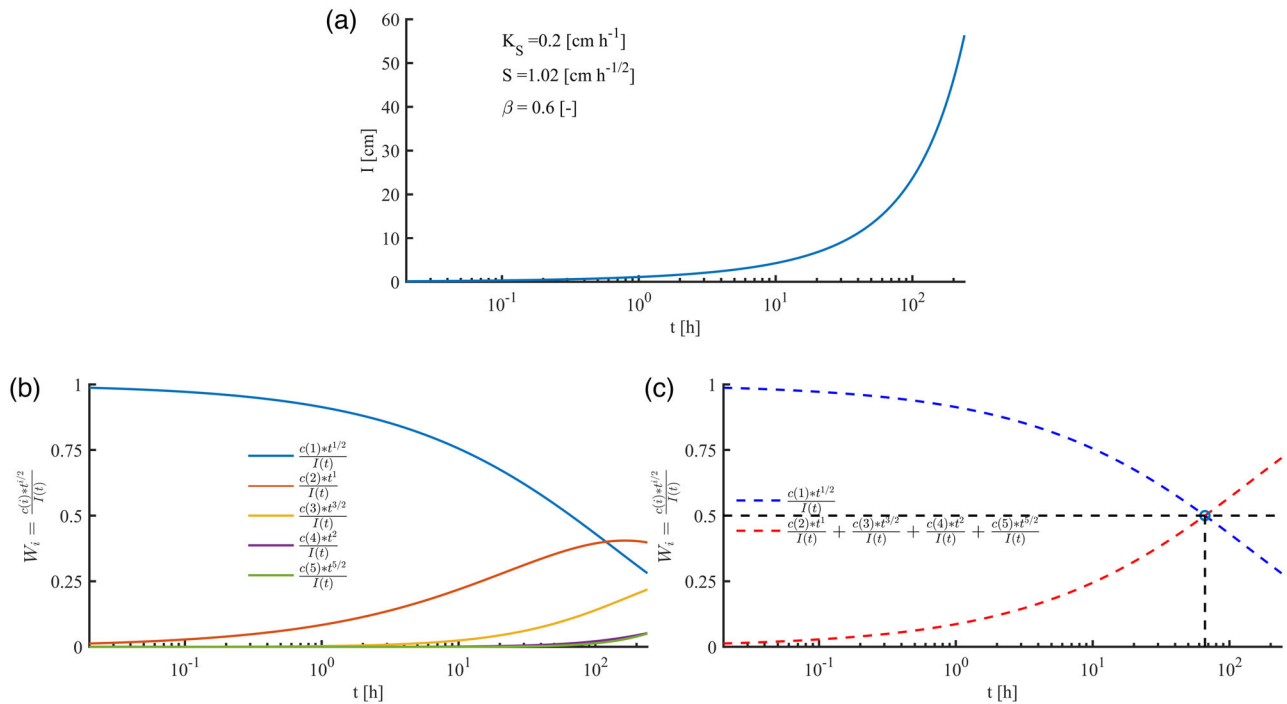 (a)
60
50
40
30
20
10
0
I [cm]
K_S =0.2 [cm h^-1]
S =1.02 [cm h^-1/2]
β = 0.6 [-]
10^-1 10^0 10^1 10^2
t [h]
(b)
1
0.75
0.5
0.25
0
W_i = c(i)*t^i/2 / I(t)
c(1)*t^1/2 / I(t)
c(2)*t^1 / I(t)
c(3)*t^3/2 / I(t)
c(4)*t^2 / I(t)
c(5)*t^5/2 / I(t)
10^-1 10^0 10^1 10^2
t [h]
(c)
1
0.75
0.5
0.25
0
W_i = c(i)*t^i/2 / I(t)
c(1)*t^1/2 / I(t)
c(2)*t^1 / I(t) + c(3)*t^3/2 / I(t) + c(4)*t^2 / I(t) + c(5)*t^5/2 / I(t)
10^-1 10^0 10^1 10^2
t [h]